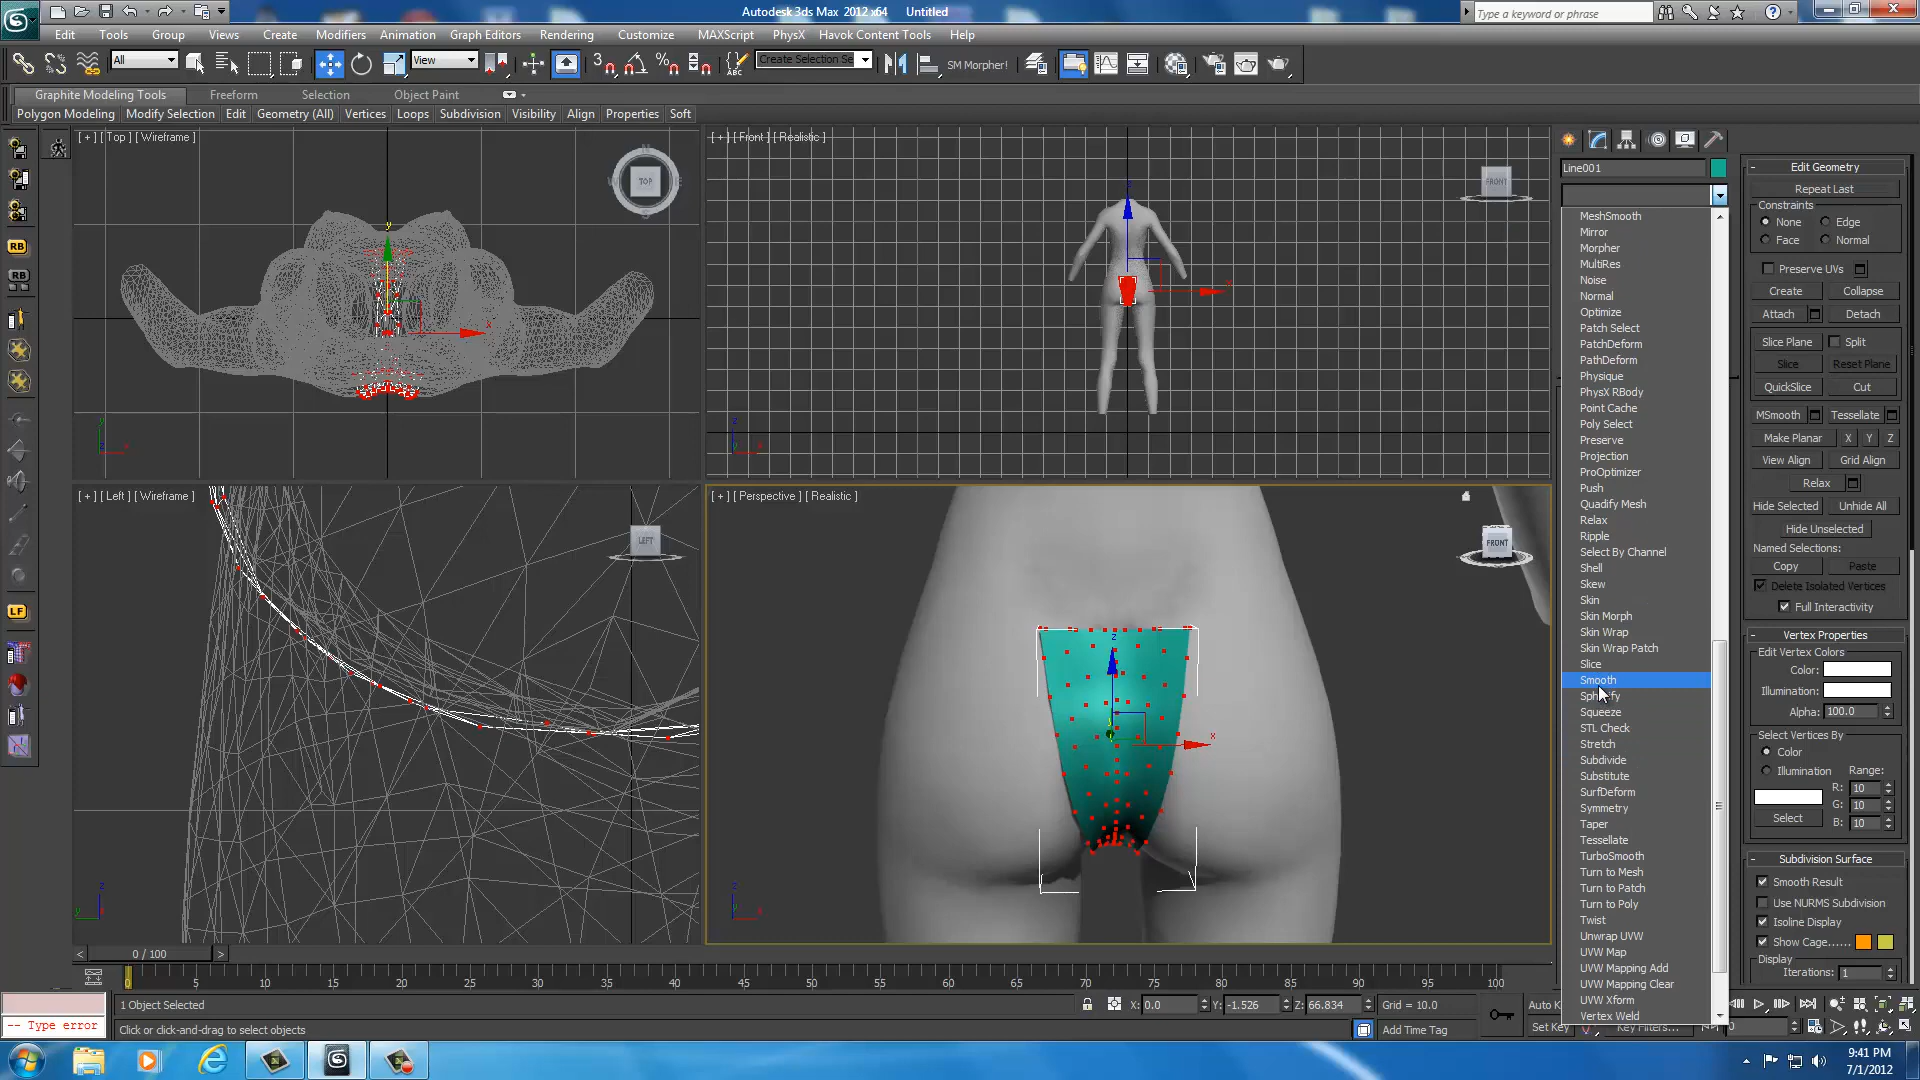 Autodesk 3ds Max 2012 x64 Untitled
Type a keyword or phrase
Edit Tools Group Views Create Modifiers Animation Graph Editors Rendering Customize MAXScript PhysX Havok Content Tools Help
All
View
3
ABC
Create Selection Se
SM Morpher!
Graphite Modeling Tools Freeform Selection Object Paint
Polygon Modeling Modify Selection Edit Geometry (All) Vertices Loops Subdivision Visibility Align Properties Soft
[ + ] [ Top ] [ Wireframe ]
TOP
[ + ] [ Front ] [ Realistic ]
FRONT
[ + ] [ Left ] [ Wireframe ]
LEFT
[ + ] [ Perspective ] [ Realistic ]
FRONT
RB
RB
LF
Line001
MeshSmooth
Mirror
Morpher
MultiRes
Noise
Normal
Optimize
Patch Select
PatchDeform
PathDeform
Physique
PhysX RBody
Point Cache
Poly Select
Preserve
Projection
ProOptimizer
Push
Quadify Mesh
Relax
Ripple
Select By Channel
Shell
Skew
Skin
Skin Morph
Skin Wrap
Skin Wrap Patch
Slice
Smooth
Spherify
Squeeze
STL Check
Stretch
Subdivide
Substitute
SurfDeform
Symmetry
Taper
Tessellate
TurboSmooth
Turn to Mesh
Turn to Patch
Turn to Poly
Twist
Unwrap UVW
UVW Map
UVW Mapping Add
UVW Mapping Clear
UVW Xform
Vertex Weld
- Edit Geometry
Repeat Last
Constraints
None Edge
Face Normal
Preserve UVs
Create Collapse
Attach Detach
Slice Plane Split
Slice Reset Plane
QuickSlice Cut
MSmooth Tessellate
Make Planar X Y Z
View Align Grid Align
Relax
Hide Selected Unhide All
Hide Unselected
Named Selections:
Copy Paste
Delete Isolated Vertices
Full Interactivity
- Vertex Properties
Edit Vertex Colors
Color:
Illumination:
Alpha: 100.0
Select Vertices By
Color
Illumination Range:
R: 10
G: 10
B: 10
Select
- Subdivision Surface
Smooth Result
Use NURMS Subdivision
Isoline Display
Show Cage......
Display
Iterations: 1
< 0 / 100 >
0 5 10 15 20 25 30 35 40 45 50 55 60 65 70 75 80 85 90 95 100
1 Object Selected X: 0.0 Y: -1.526 Z: 66.834 Grid = 10.0 Auto K
-- Type error Click or click-and-drag to select objects Add Time Tag Set Key Key Filters... 0
9:41 PM
7/1/2012